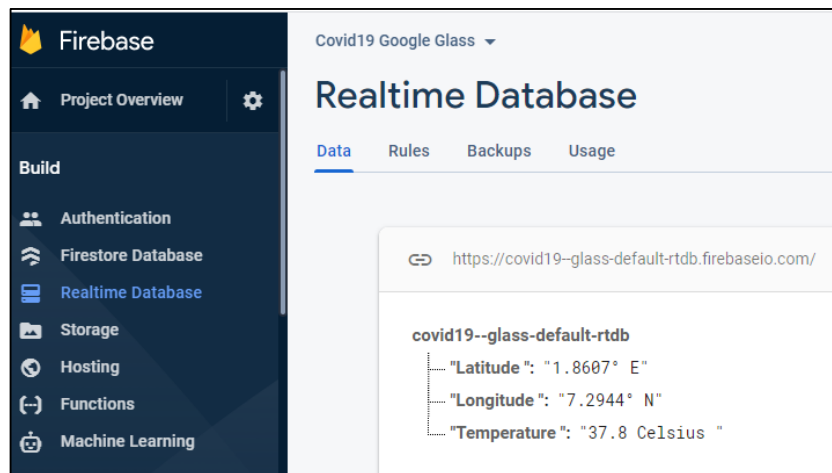 Firebase
Project Overview
Build
Authentication
Firestore Database
Realtime Database
Storage
Hosting
Functions
Machine Learning
Covid19 Google Glass
Realtime Database
Data Rules Backups Usage
https://covid19--glass-default-rtdb.firebaseio.com/
covid19--glass-default-rtdb
"Latitude ": "1.8607° E"
"Longitude ": "7.2944° N"
"Temperature ": "37.8 Celsius "